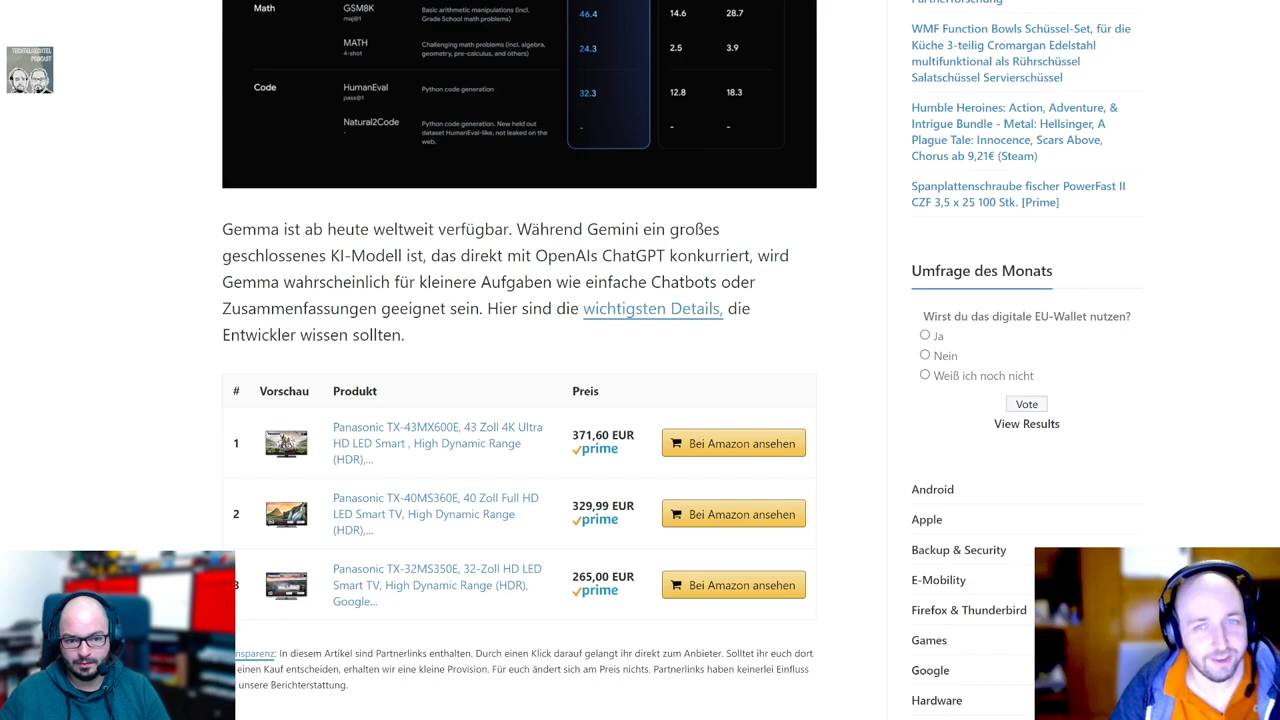 TECHTELMECHTEL
PODCAST
Math
GSM8K
maj@1
Basic arithmetic manipulations (incl.
Grade School math problems)
46.4
14.6
28.7
MATH
4-shot
Challenging math problems (incl. algebra,
geometry, pre-calculus, and others)
24.3
2.5
3.9
Code
HumanEval
pass@1
Python code generation
32.3
12.8
18.3
Natural2Code
-
Python code generation. New held out
dataset HumanEval-like, not leaked on the
web.
-
-
-
Gemma ist ab heute weltweit verfügbar. Während Gemini ein großes
geschlossenes KI-Modell ist, das direkt mit OpenAIs ChatGPT konkurriert, wird
Gemma wahrscheinlich für kleinere Aufgaben wie einfache Chatbots oder
Zusammenfassungen geeignet sein. Hier sind die wichtigsten Details, die
Entwickler wissen sollten.
# Vorschau Produkt Preis
1
Panasonic TX-43MX600E, 43 Zoll 4K Ultra
HD LED Smart , High Dynamic Range
(HDR),...
371,60 EUR
prime
Bei Amazon ansehen
2
Panasonic TX-40MS360E, 40 Zoll Full HD
LED Smart TV, High Dynamic Range
(HDR),...
329,99 EUR
prime
Bei Amazon ansehen
3
Panasonic TX-32MS350E, 32-Zoll HD LED
Smart TV, High Dynamic Range (HDR),
Google...
265,00 EUR
prime
Bei Amazon ansehen
nsparenz: In diesem Artikel sind Partnerlinks enthalten. Durch einen Klick darauf gelangt ihr direkt zum Anbieter. Solltet ihr euch dort
einen Kauf entscheiden, erhalten wir eine kleine Provision. Für euch ändert sich am Preis nichts. Partnerlinks haben keinerlei Einfluss
unsere Berichterstattung.
Partnerforschung
WMF Function Bowls Schüssel-Set, für die
Küche 3-teilig Cromargan Edelstahl
multifunktional als Rührschüssel
Salatschüssel Servierschüssel
Humble Heroines: Action, Adventure, &
Intrigue Bundle - Metal: Hellsinger, A
Plague Tale: Innocence, Scars Above,
Chorus ab 9,21€ (Steam)
Spanplattenschraube fischer PowerFast II
CZF 3,5 x 25 100 Stk. [Prime]
Umfrage des Monats
Wirst du das digitale EU-Wallet nutzen?
Ja
Nein
Weiß ich noch nicht
Vote
View Results
Android
Apple
Backup & Security
E-Mobility
Firefox & Thunderbird
Games
Google
Hardware